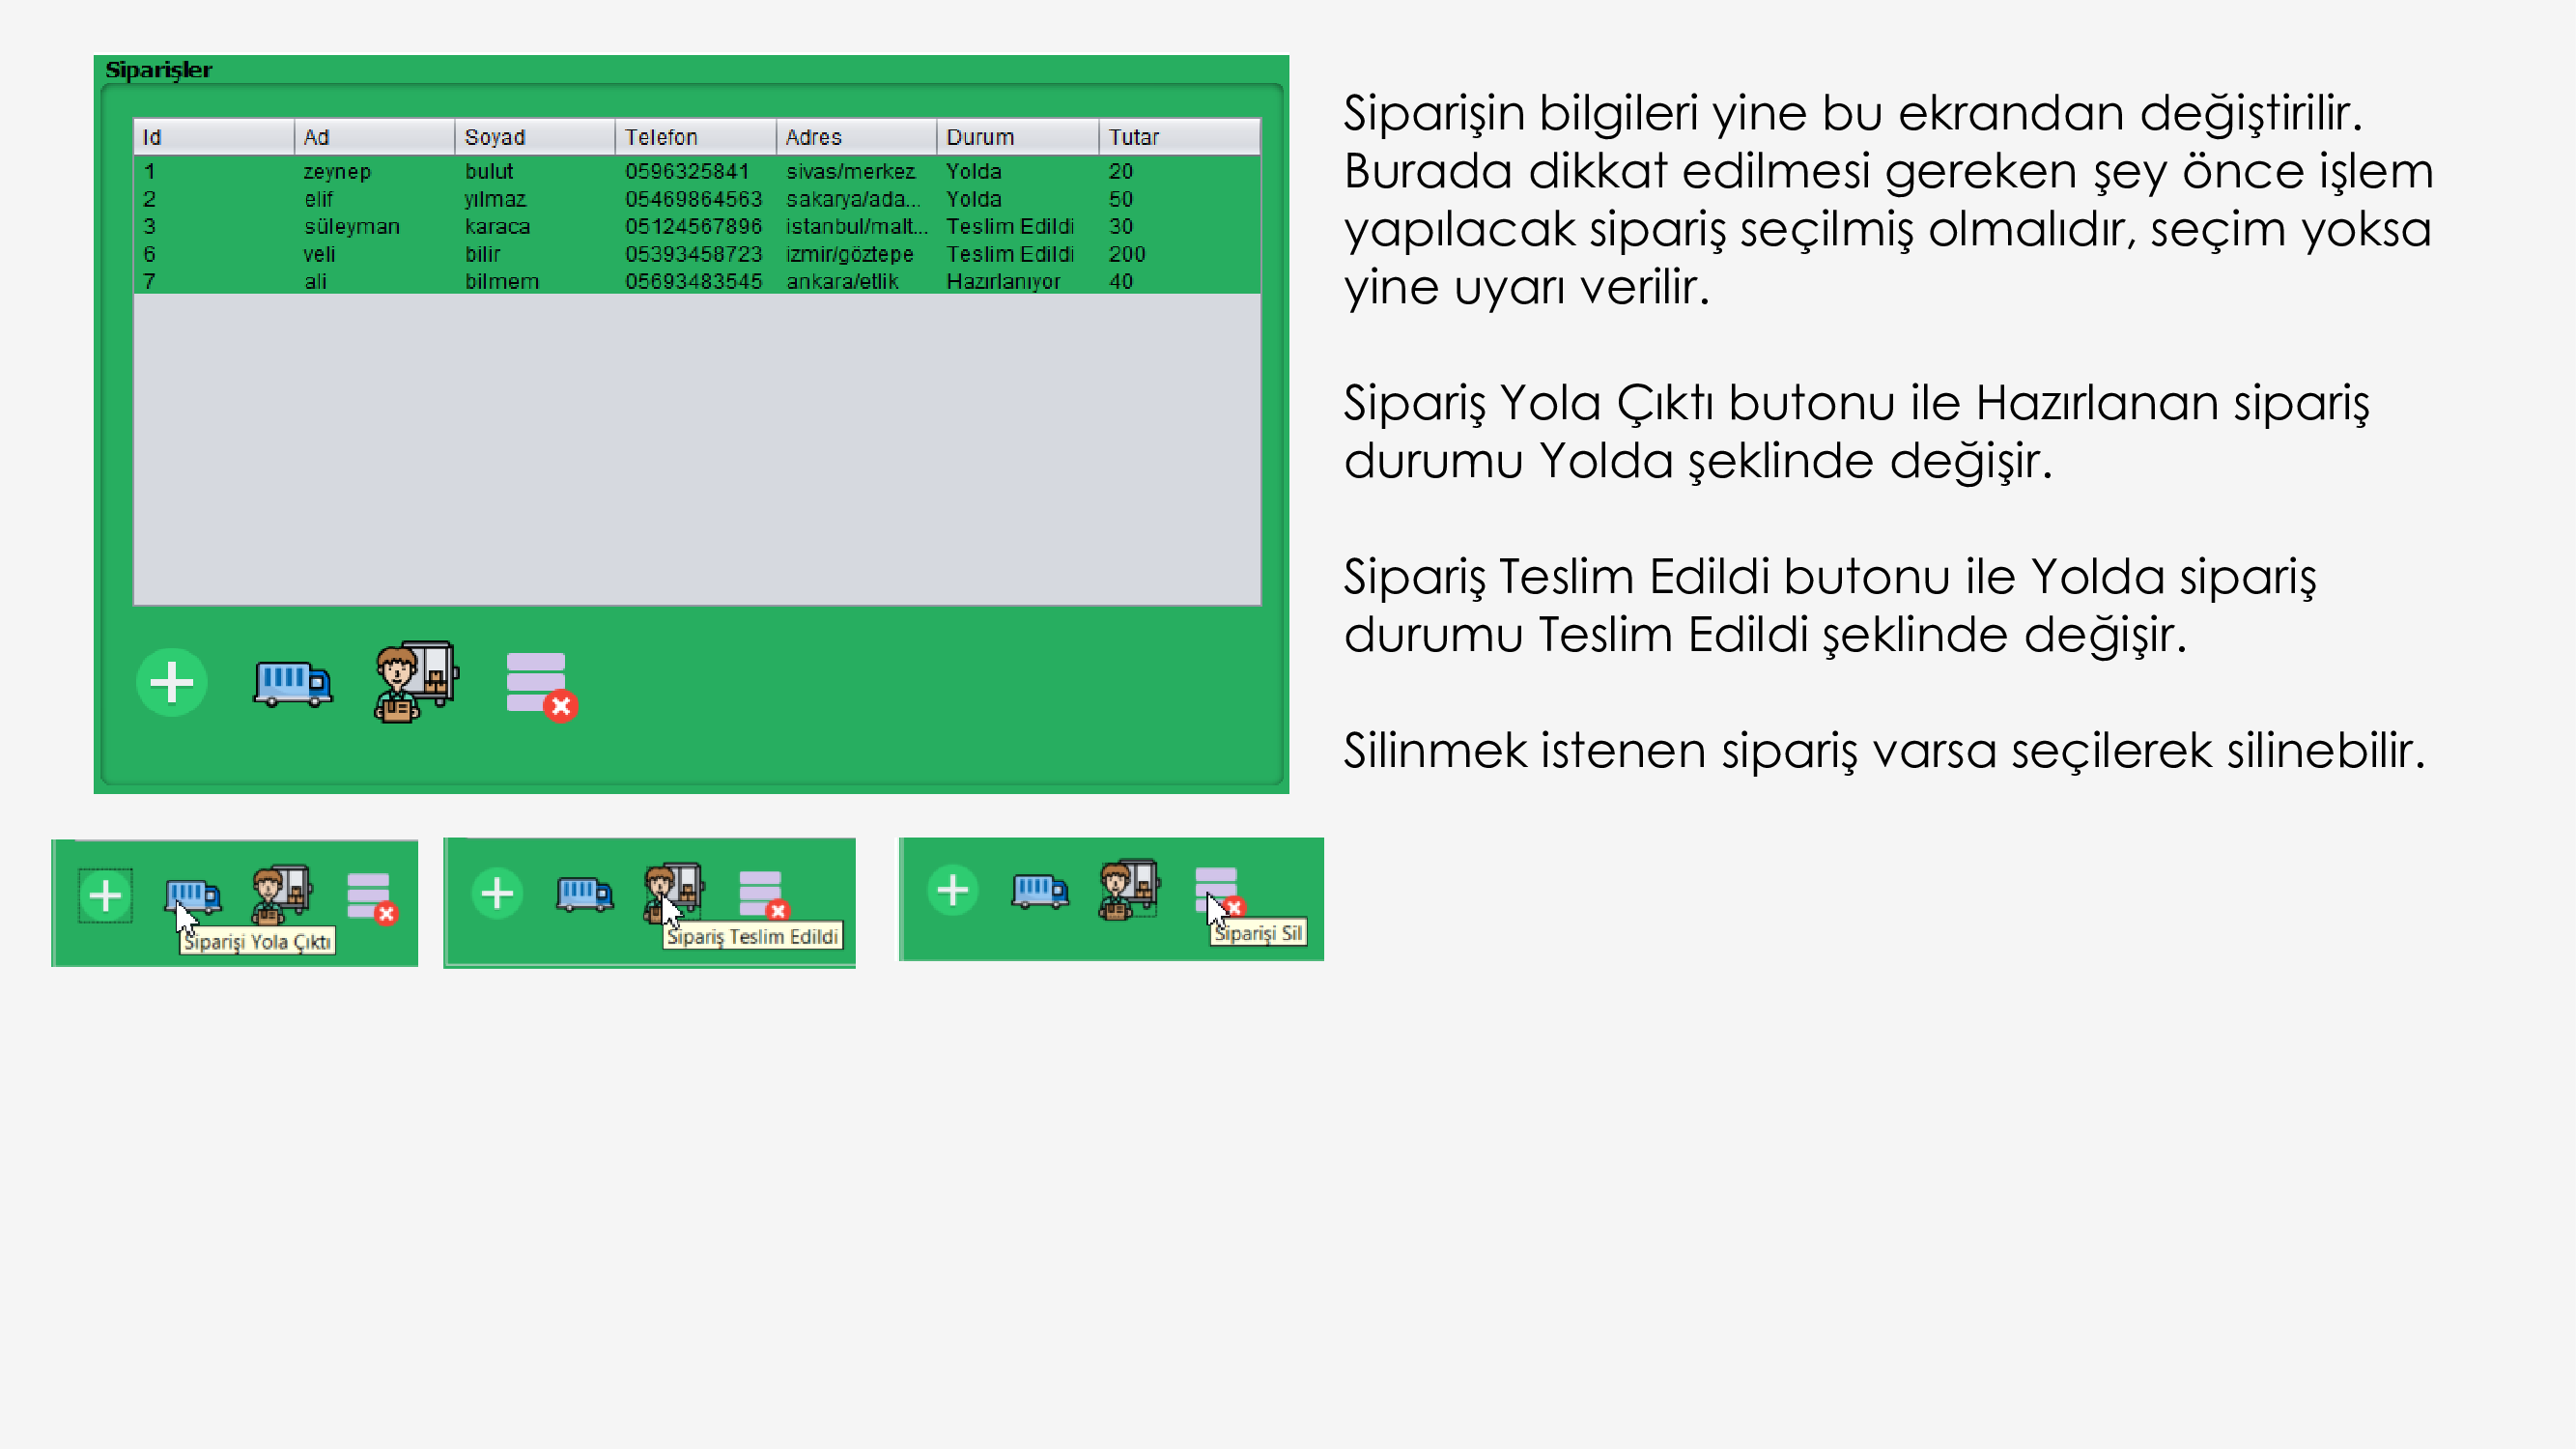 Siparişler
Id Ad Soyad Telefon Adres Durum Tutar
1 zeynep bulut 0596325841 sivas/merkez Yolda 20
2 elif yılmaz 05469864563 sakarya/ada... Yolda 50
3 süleyman karaca 05124567896 istanbul/malt... Teslim Edildi 30
6 veli bilir 05393458723 izmir/göztepe Teslim Edildi 200
7 ali bilmem 05693483545 ankara/etlik Hazırlanıyor 40
Siparişin bilgileri yine bu ekrandan değiştirilir.
Burada dikkat edilmesi gereken şey önce işlem
yapılacak sipariş seçilmiş olmalıdır, seçim yoksa
yine uyarı verilir.
Sipariş Yola Çıktı butonu ile Hazırlanan sipariş
durumu Yolda şeklinde değişir.
Sipariş Teslim Edildi butonu ile Yolda sipariş
durumu Teslim Edildi şeklinde değişir.
Silinmek istenen sipariş varsa seçilerek silinebilir.
Siparişi Yola Çıktı
Sipariş Teslim Edildi
Siparişi Sil